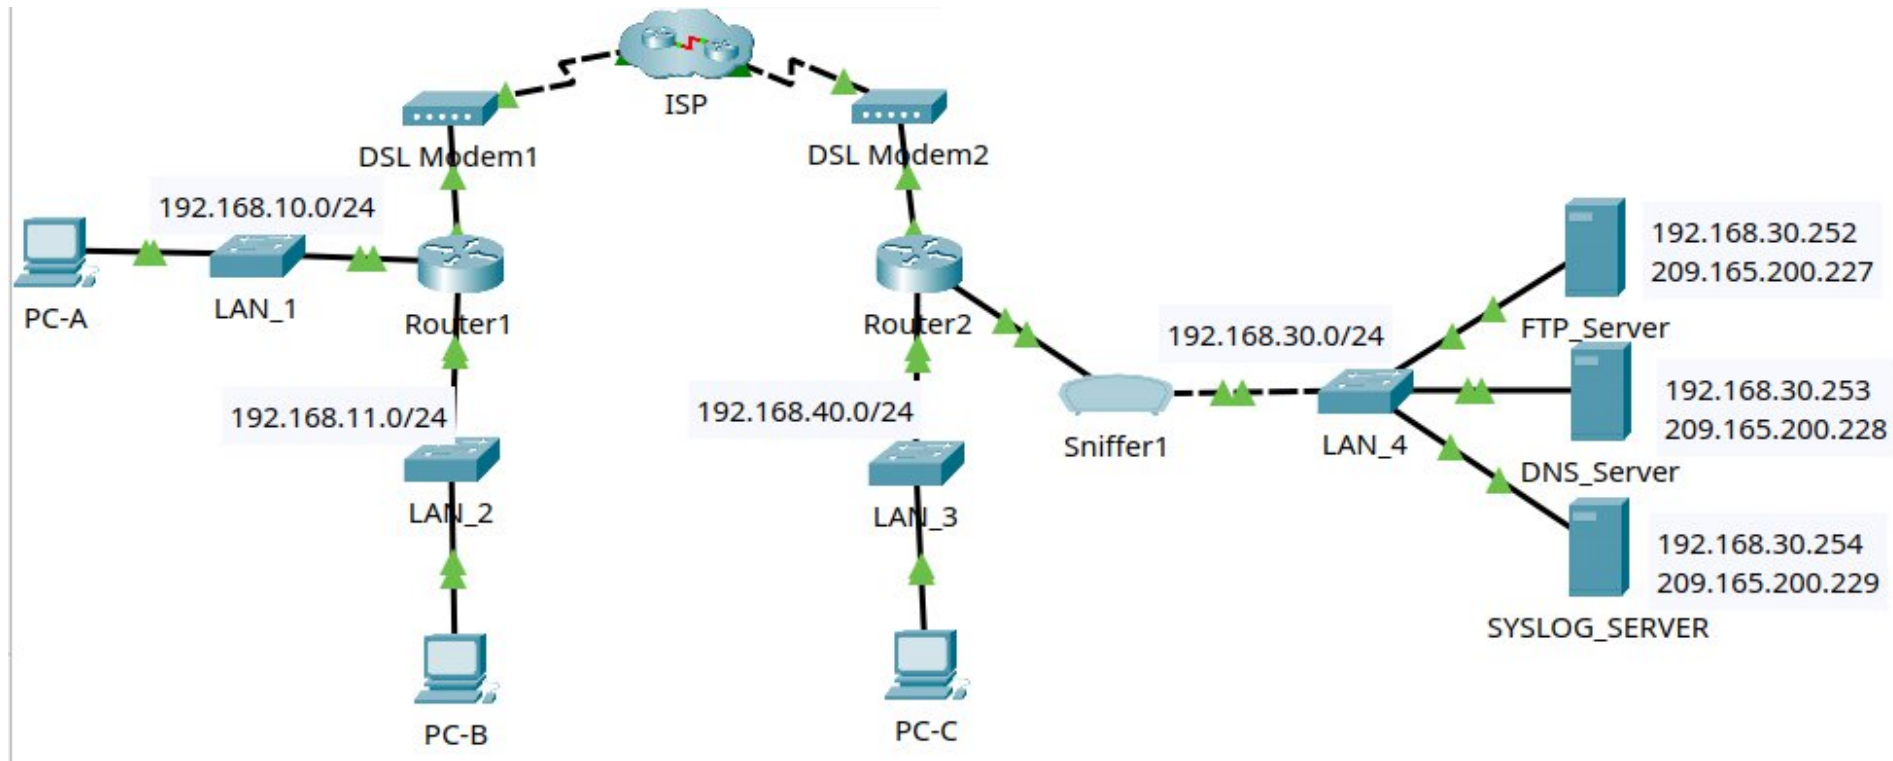 ISP
DSL Modem1
DSL Modem2
192.168.10.0/24
PC-A
LAN_1
Router1
Router2
192.168.30.0/24
192.168.30.252
209.165.200.227
FTP_Server
192.168.11.0/24
192.168.40.0/24
Sniffer1
LAN_4
192.168.30.253
209.165.200.228
DNS_Server
LAN_2
LAN_3
192.168.30.254
209.165.200.229
SYSLOG_SERVER
PC-B
PC-C